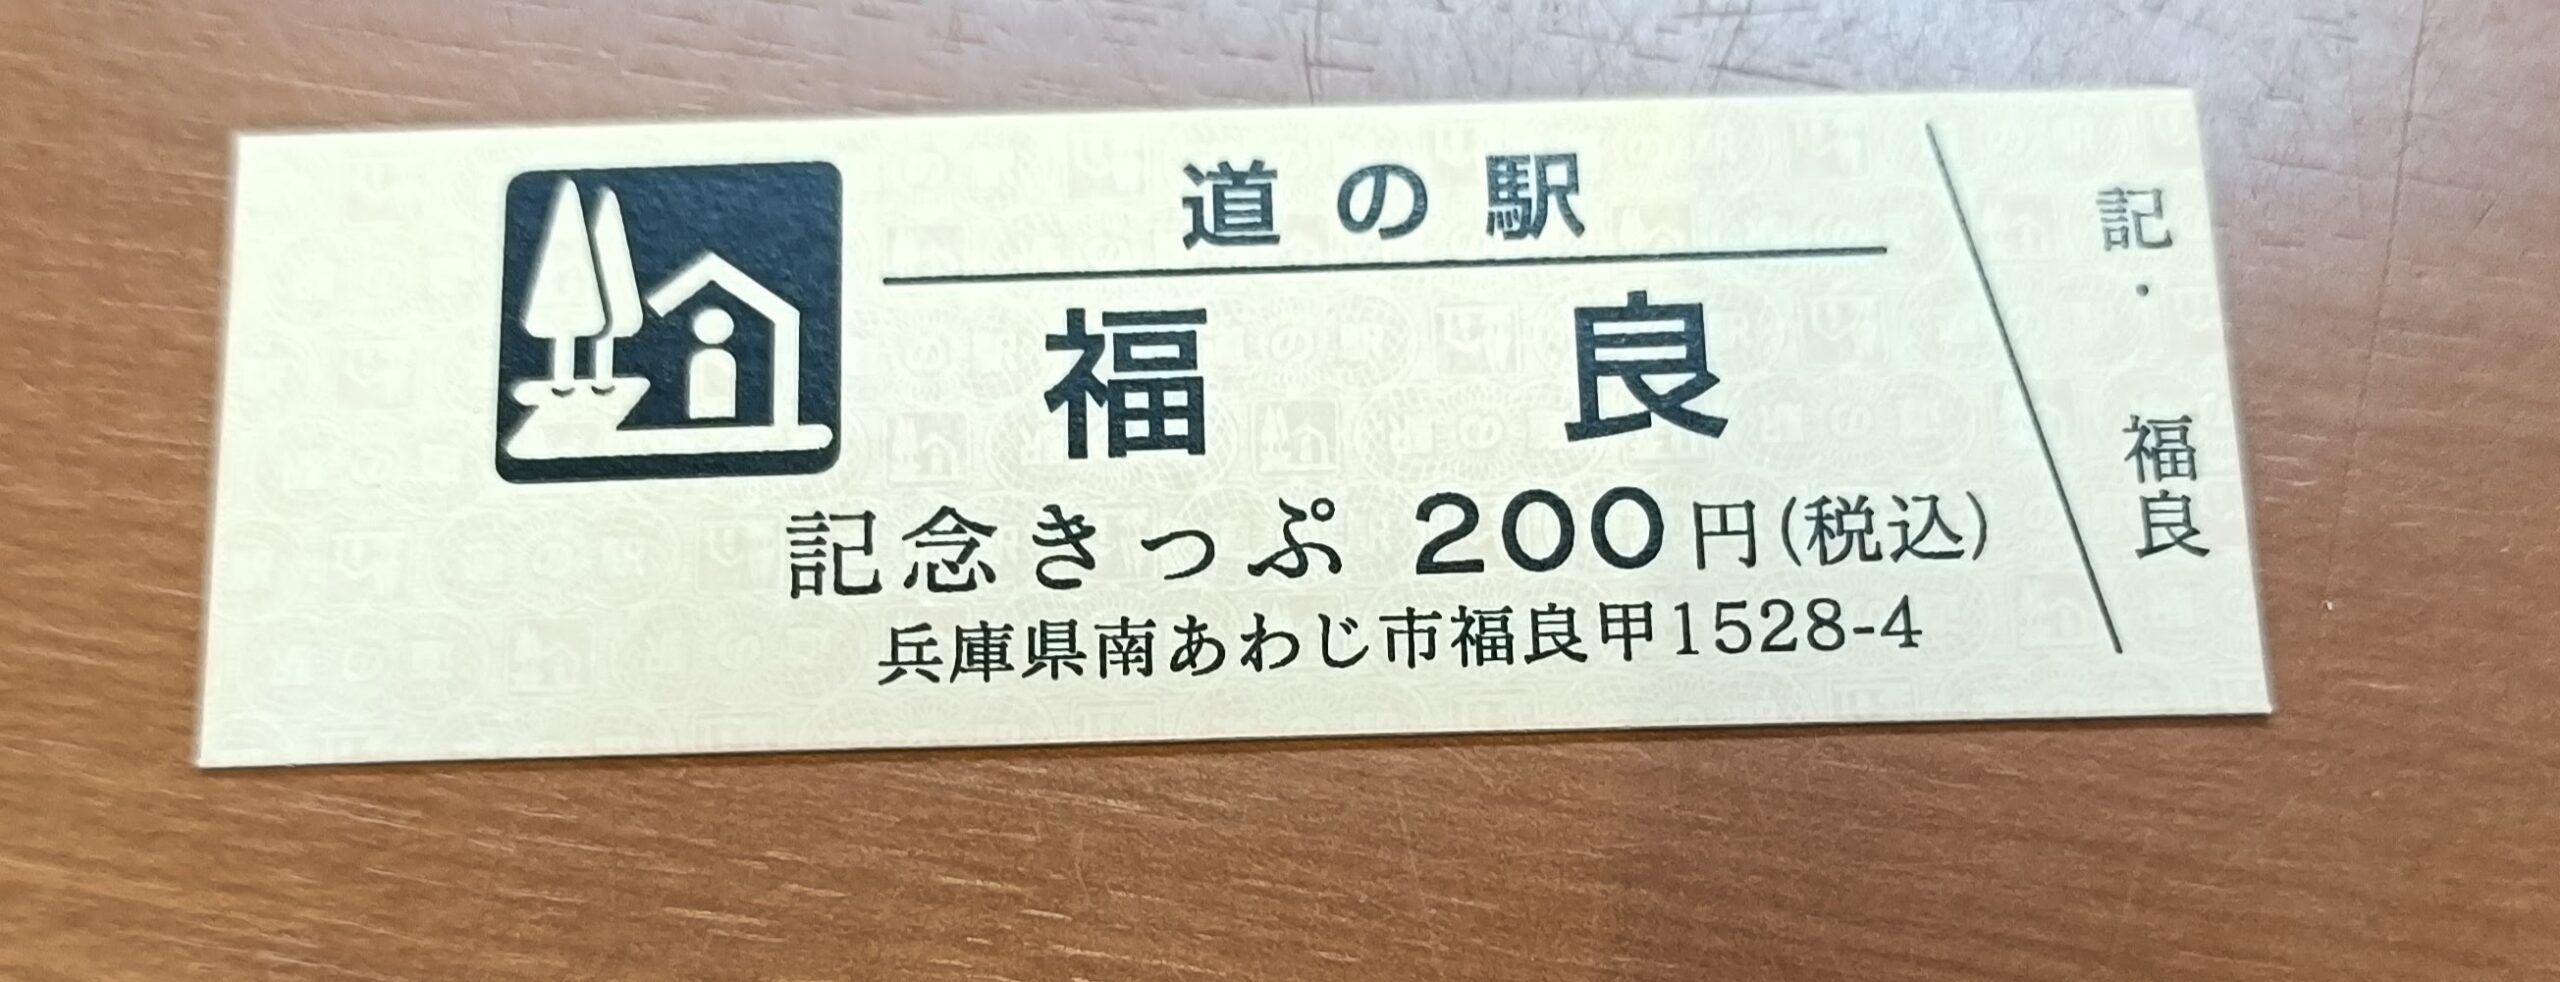 道の駅
福良
記念きっぷ 200円(税込)
兵庫県南あわじ市福良甲1528-4
記・福良